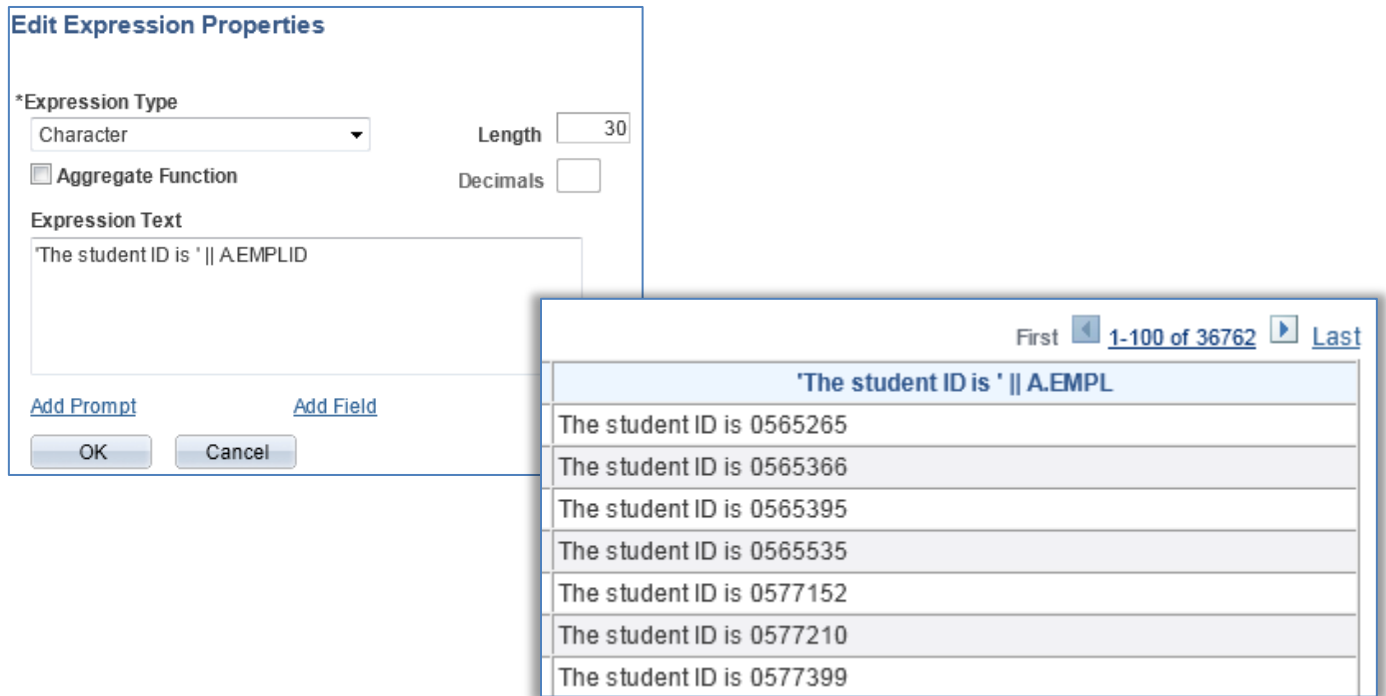 Edit Expression Properties
*Expression Type
Character
Length 30
Aggregate Function
Decimals
Expression Text
'The student ID is ' || A.EMPLID
Add Prompt Add Field
OK Cancel
First 1-100 of 36762 Last
'The student ID is ' || A.EMPL
The student ID is 0565265
The student ID is 0565366
The student ID is 0565395
The student ID is 0565535
The student ID is 0577152
The student ID is 0577210
The student ID is 0577399